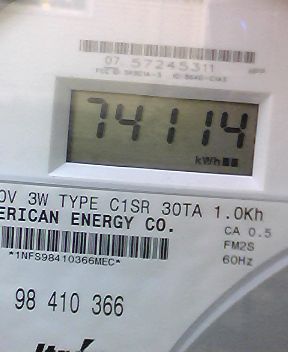 07 57245311
74114
kWh
0V 3W TYPE C1SR 30TA 1.0Kh
ERICAN ENERGY CO.
CA 0.5
FM2S
60Hz
*1NFS98410366MEC*
98 410 366